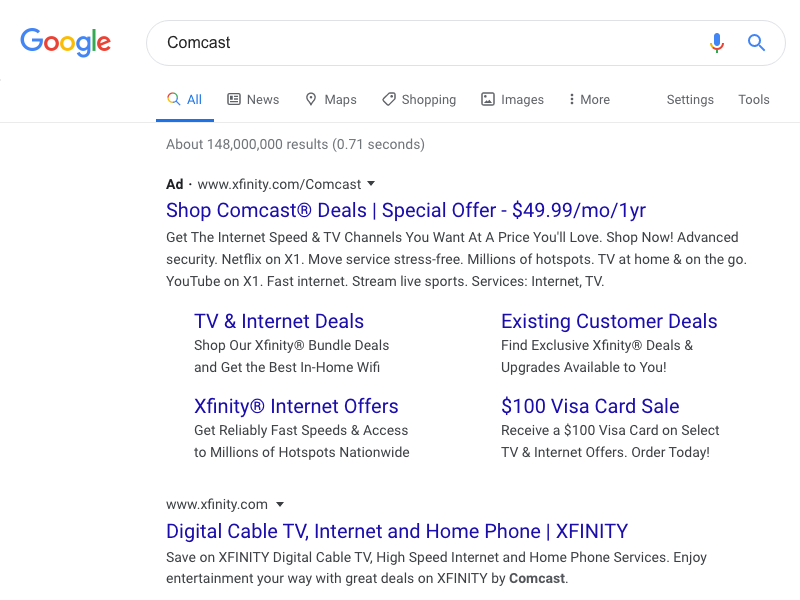 Google
Comcast
All News Maps Shopping Images More Settings Tools
About 148,000,000 results (0.71 seconds)
Ad · www.xfinity.com/Comcast
Shop Comcast® Deals | Special Offer - $49.99/mo/1yr
Get The Internet Speed & TV Channels You Want At A Price You'll Love. Shop Now! Advanced
security. Netflix on X1. Move service stress-free. Millions of hotspots. TV at home & on the go.
YouTube on X1. Fast internet. Stream live sports. Services: Internet, TV.
TV & Internet Deals
Shop Our Xfinity® Bundle Deals
and Get the Best In-Home Wifi
Existing Customer Deals
Find Exclusive Xfinity® Deals &
Upgrades Available to You!
Xfinity® Internet Offers
Get Reliably Fast Speeds & Access
to Millions of Hotspots Nationwide
$100 Visa Card Sale
Receive a $100 Visa Card on Select
TV & Internet Offers. Order Today!
www.xfinity.com
Digital Cable TV, Internet and Home Phone | XFINITY
Save on XFINITY Digital Cable TV, High Speed Internet and Home Phone Services. Enjoy
entertainment your way with great deals on XFINITY by Comcast.